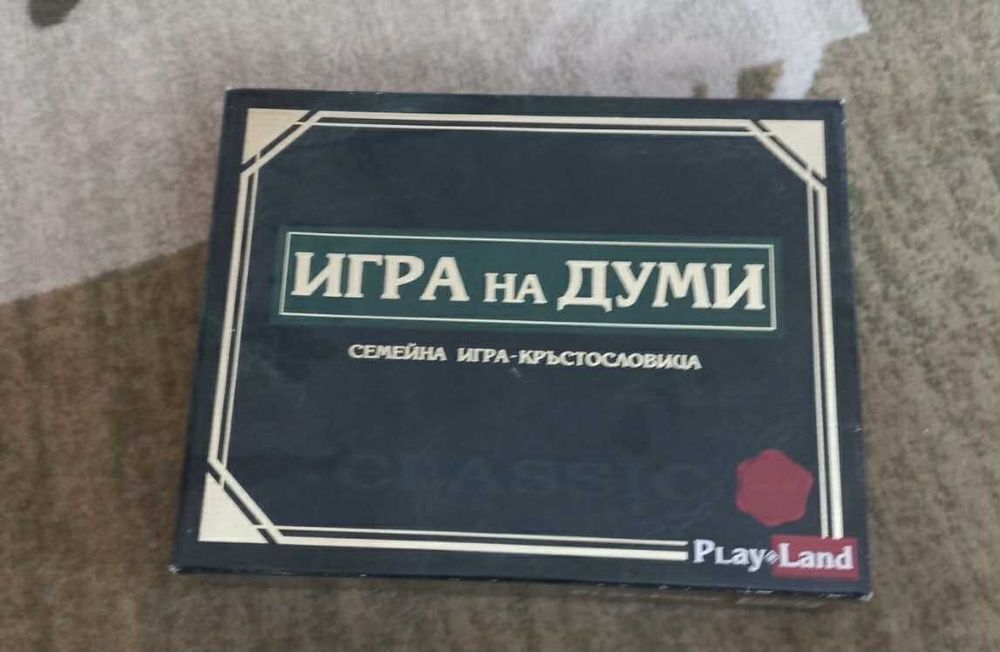 ИГРА НА ДУМИ
СЕМЕЙНА ИГРА-КРЪСТОСЛОВИЦА
CLASSIC
PLay Land